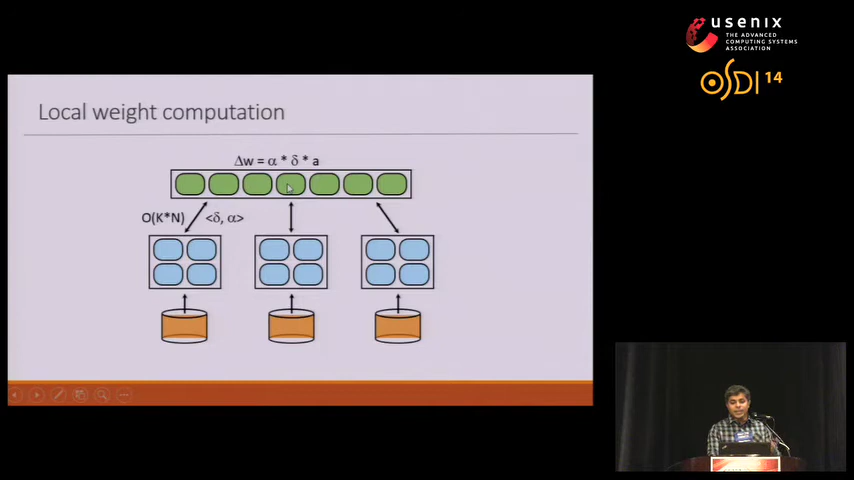 usenix
THE ADVANCED
COMPUTING SYSTEMS
ASSOCIATION
OSDI 14
Local weight computation
Δw = α * δ * a
O(K*N) <δ, α>